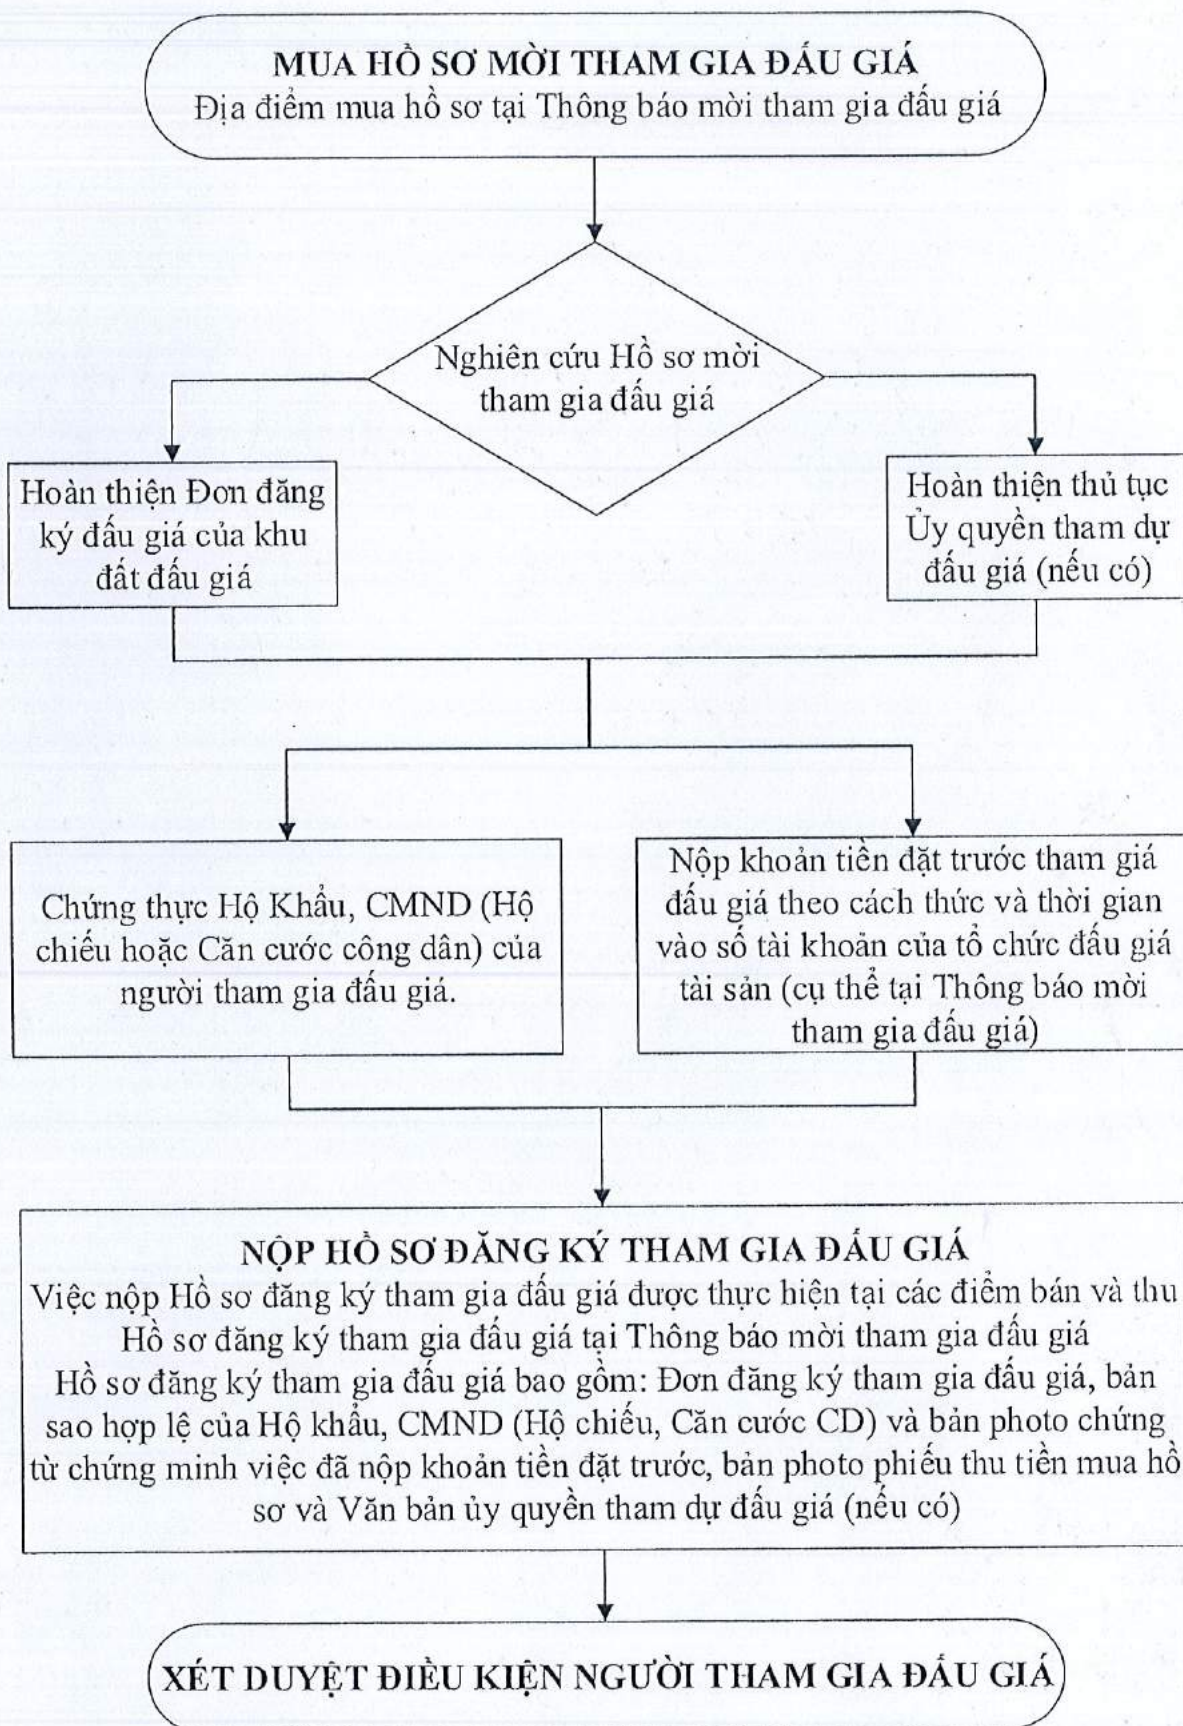 MUA HỒ SƠ MỜI THAM GIA ĐẤU GIÁ
Địa điểm mua hồ sơ tại Thông báo mời tham gia đấu giá
Nghiên cứu Hồ sơ mời
tham gia đấu giá
Hoàn thiện Đơn đăng
ký đấu giá của khu
đất đấu giá
Hoàn thiện thủ tục
Ủy quyền tham dự
đấu giá (nếu có)
Chứng thực Hộ Khẩu, CMND (Hộ
chiếu hoặc Căn cước công dân) của
người tham gia đấu giá.
Nộp khoản tiền đặt trước tham giá
đấu giá theo cách thức và thời gian
vào số tài khoản của tổ chức đấu giá
tài sản (cụ thể tại Thông báo mời
tham gia đấu giá)
NỘP HỒ SƠ ĐĂNG KÝ THAM GIA ĐẤU GIÁ
Việc nộp Hồ sơ đăng ký tham gia đấu giá được thực hiện tại các điểm bán và thu
Hồ sơ đăng ký tham gia đấu giá tại Thông báo mời tham gia đấu giá
Hồ sơ đăng ký tham gia đấu giá bao gồm: Đơn đăng ký tham gia đấu giá, bản
sao hợp lệ của Hộ khẩu, CMND (Hộ chiếu, Căn cước CD) và bản photo chứng
từ chứng minh việc đã nộp khoản tiền đặt trước, bản photo phiếu thu tiền mua hồ
sơ và Văn bản ủy quyền tham dự đấu giá (nếu có)
XÉT DUYỆT ĐIỀU KIỆN NGƯỜI THAM GIA ĐẤU GIÁ